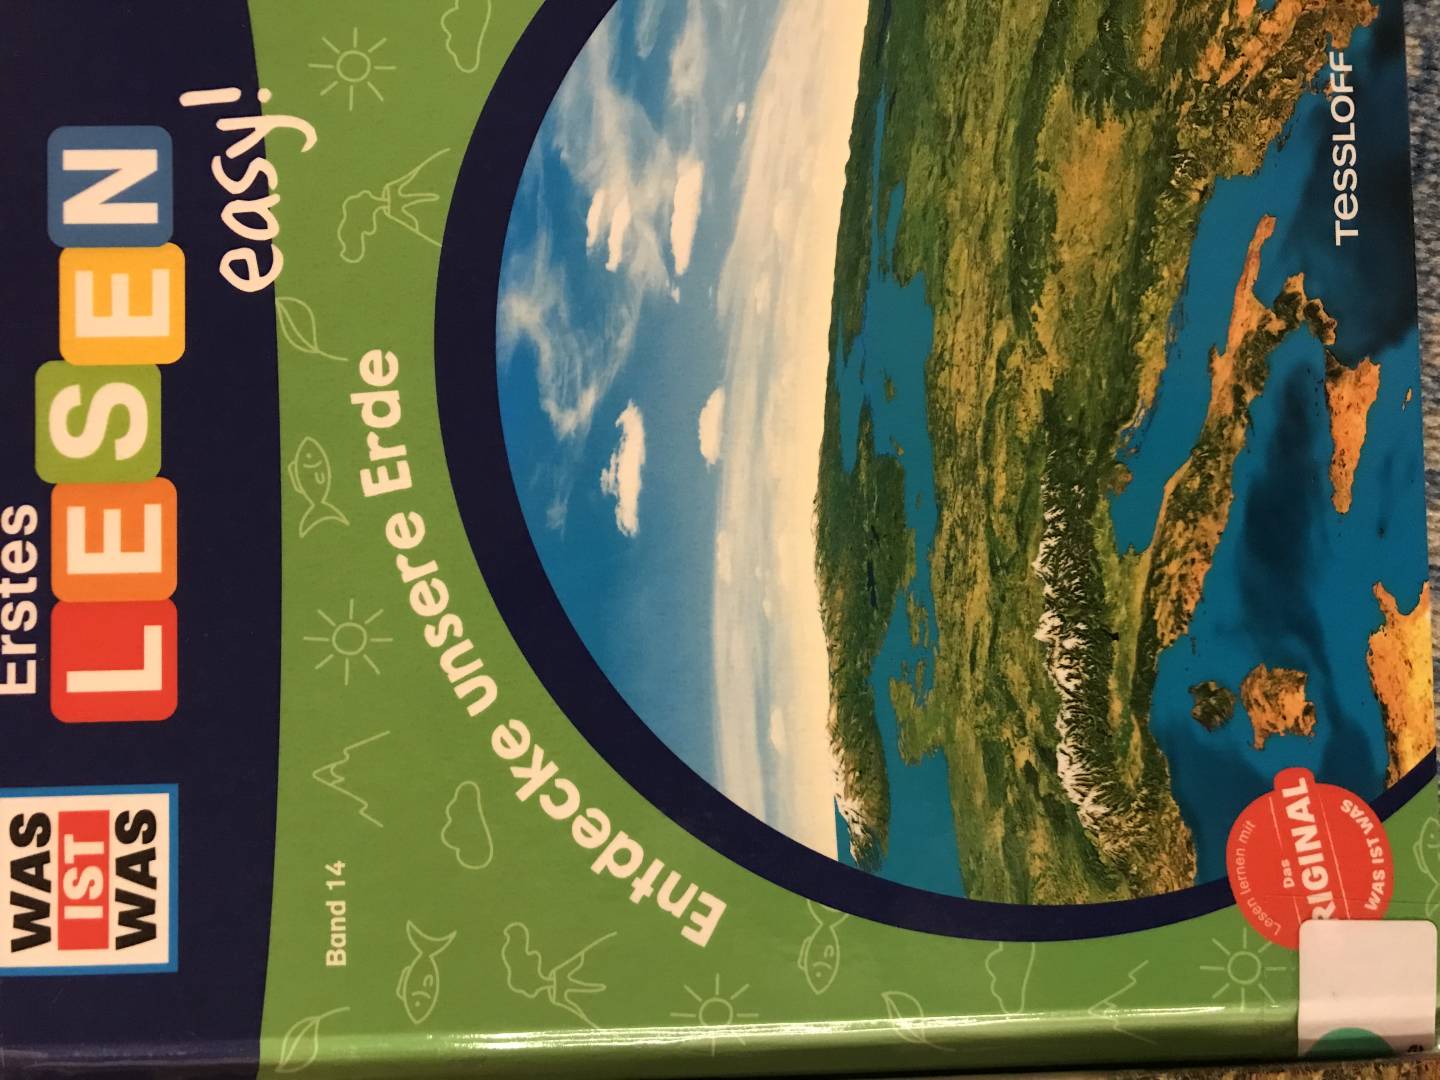 WAS
IST
WAS
Erstes
LESEN
easy!
Band 14
Entdecke unsere Erde
Lesen lernen mit
Das
RIGINAL
WAS IST WAS
TESSLOFF